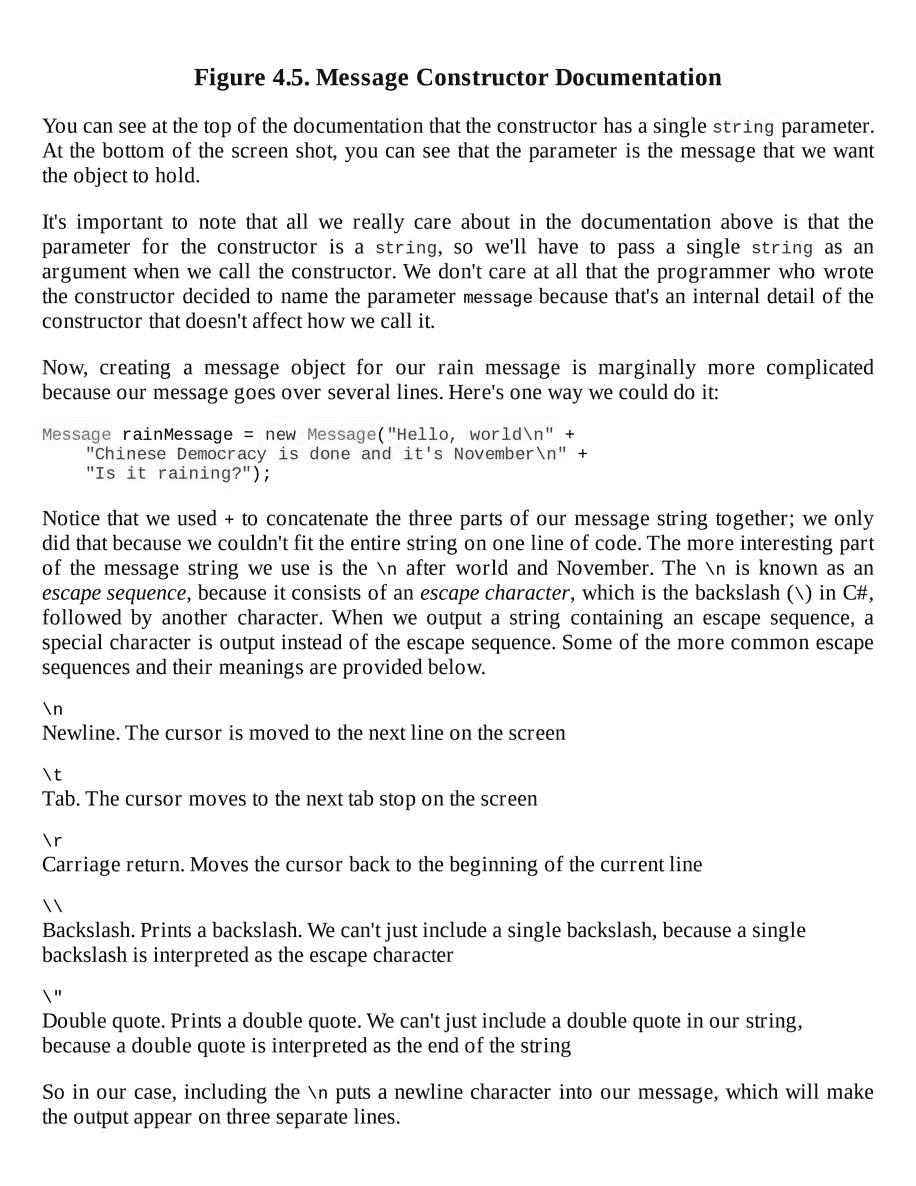 Figure 4.5. Message Constructor Documentation
You can see at the top of the documentation that the constructor has a single string parameter.
At the bottom of the screen shot, you can see that the parameter is the message that we want
the object to hold.
It's important to note that all we really care about in the documentation above is that the
parameter for the constructor is a string, so we'll have to pass a single string as an
argument when we call the constructor. We don't care at all that the programmer who wrote
the constructor decided to name the parameter message because that's an internal detail of the
constructor that doesn't affect how we call it.
Now, creating a message object for our rain message is marginally more complicated
because our message goes over several lines. Here's one way we could do it:
Message rainMessage = new Message("Hello, world\n" +
    "Chinese Democracy is done and it's November\n" +
    "Is it raining?");
Notice that we used + to concatenate the three parts of our message string together; we only
did that because we couldn't fit the entire string on one line of code. The more interesting part
of the message string we use is the \n after world and November. The \n is known as an
escape sequence, because it consists of an escape character, which is the backslash (\) in C#,
followed by another character. When we output a string containing an escape sequence, a
special character is output instead of the escape sequence. Some of the more common escape
sequences and their meanings are provided below.
\n
Newline. The cursor is moved to the next line on the screen
\t
Tab. The cursor moves to the next tab stop on the screen
\r
Carriage return. Moves the cursor back to the beginning of the current line
\\
Backslash. Prints a backslash. We can't just include a single backslash, because a single
backslash is interpreted as the escape character
\"
Double quote. Prints a double quote. We can't just include a double quote in our string,
because a double quote is interpreted as the end of the string
So in our case, including the \n puts a newline character into our message, which will make
the output appear on three separate lines.